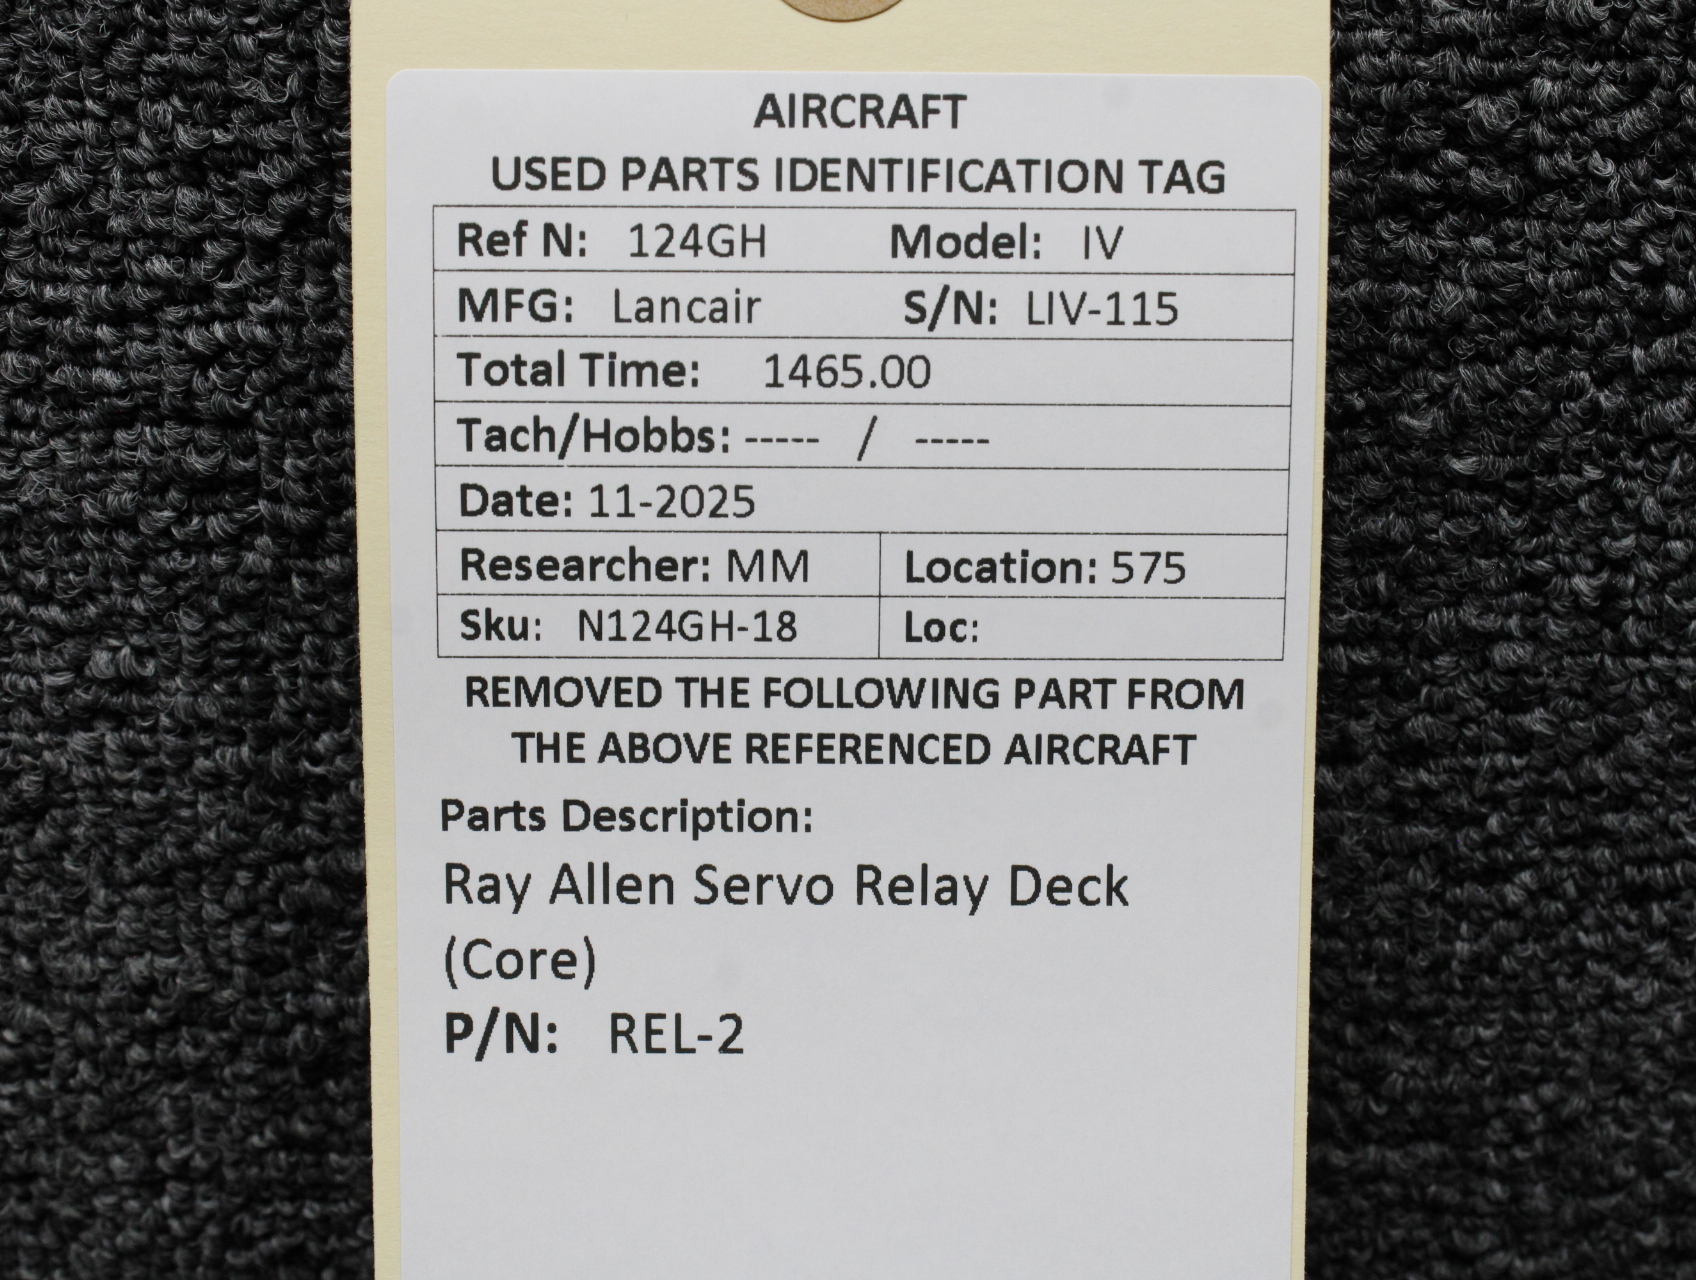 AIRCRAFT
USED PARTS IDENTIFICATION TAG
Ref N: 124GH Model: IV
MFG: Lancair S/N: LIV-115
Total Time: 1465.00
Tach/Hobbs: ----- / -----
Date: 11-2025
Researcher: MM Location: 575
Sku: N124GH-18 Loc:
REMOVED THE FOLLOWING PART FROM
THE ABOVE REFERENCED AIRCRAFT
Parts Description:
Ray Allen Servo Relay Deck
(Core)
P/N: REL-2